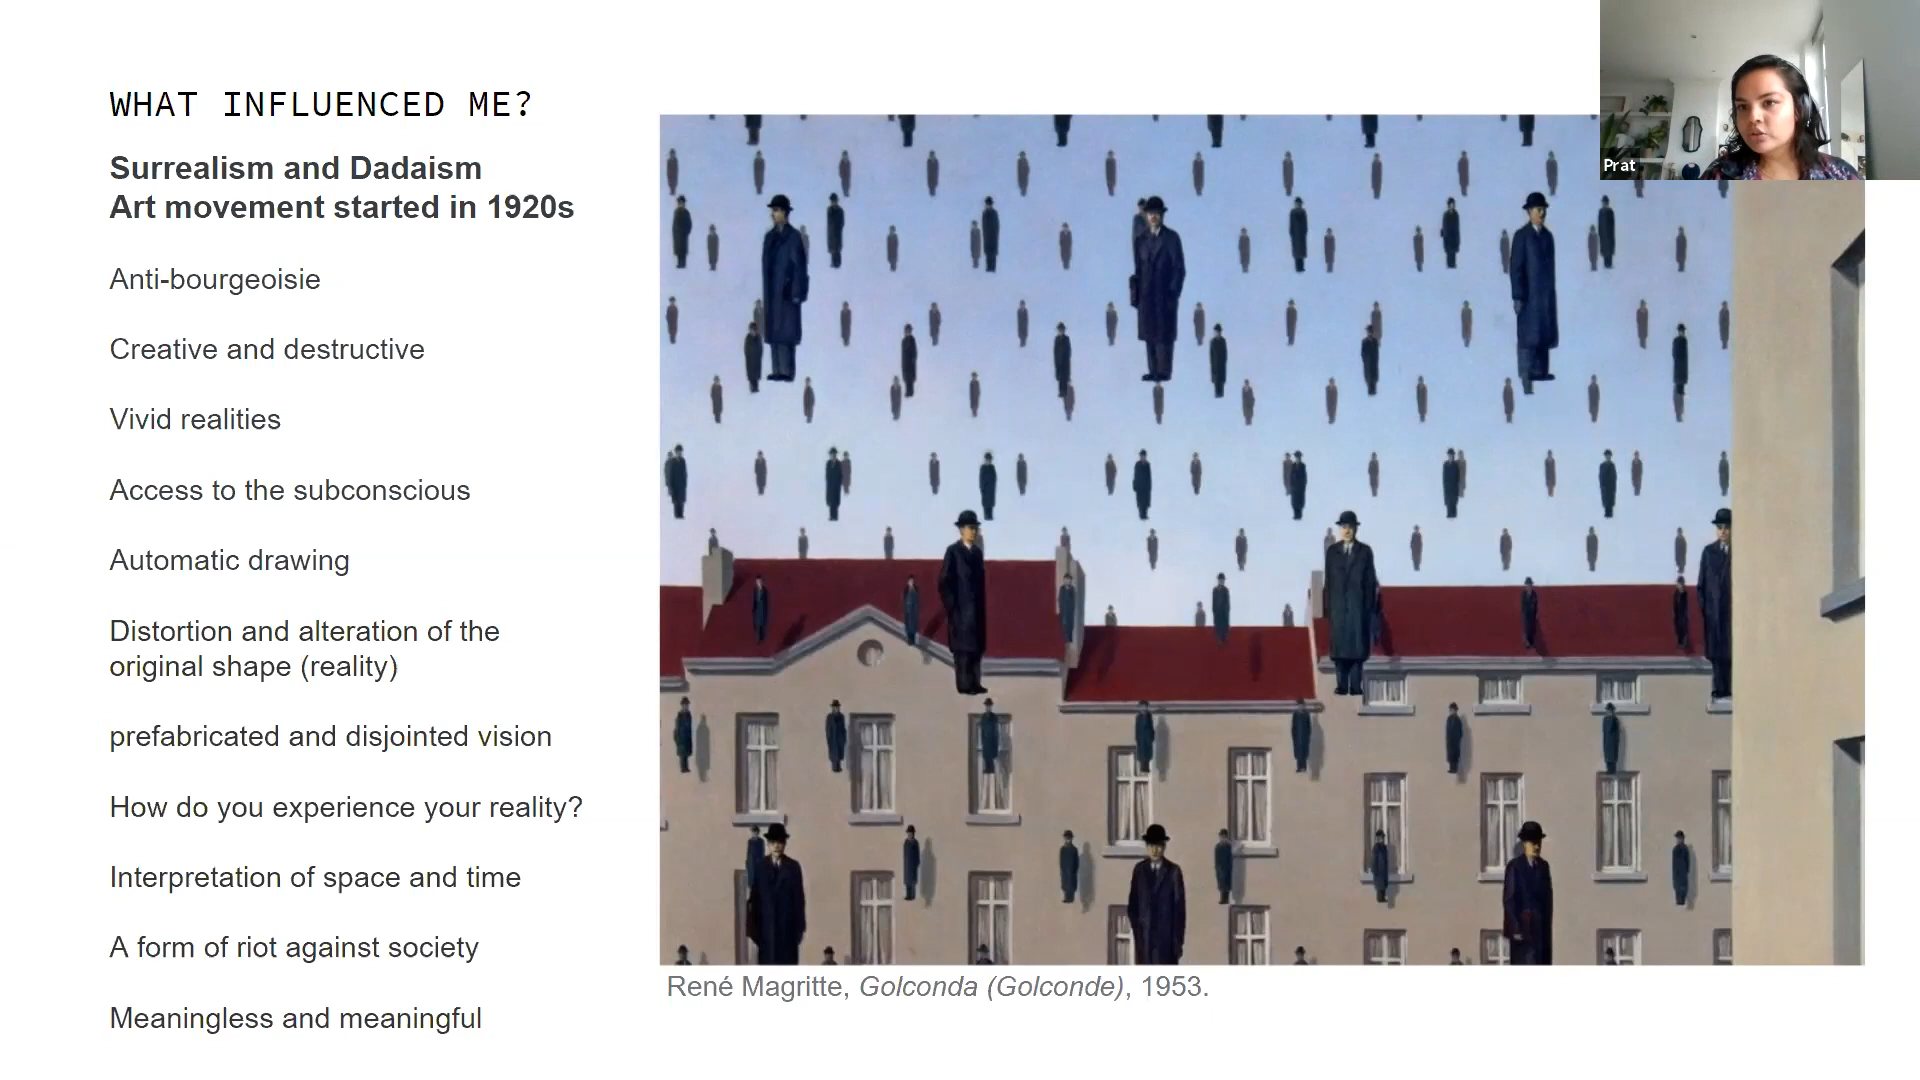 WHAT INFLUENCED ME?
Surrealism and Dadaism
Art movement started in 1920s
Anti-bourgeoisie
Creative and destructive
Vivid realities
Access to the subconscious
Automatic drawing
Distortion and alteration of the
original shape (reality)
prefabricated and disjointed vision
How do you experience your reality?
Interpretation of space and time
A form of riot against society
Meaningless and meaningful
René Magritte, Golconda (Golconde), 1953.
Prat